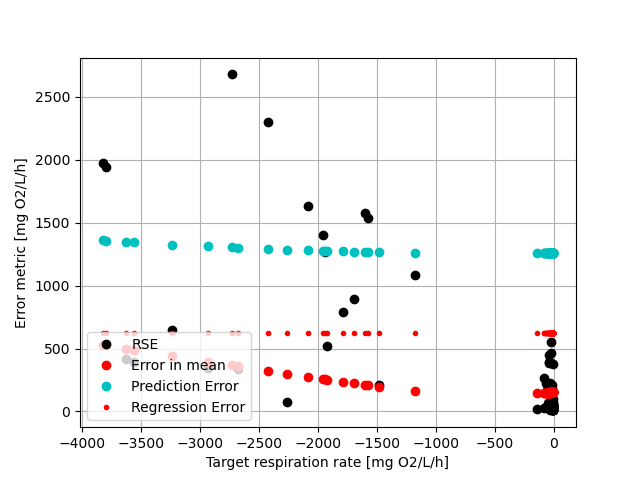 2500
2000
1500
1000
500
0
Error metric [mg O2/L/h]
RSE
Error in mean
Prediction Error
Regression Error
−4000 −3500 −3000 −2500 −2000 −1500 −1000 −500 0
Target respiration rate [mg O2/L/h]